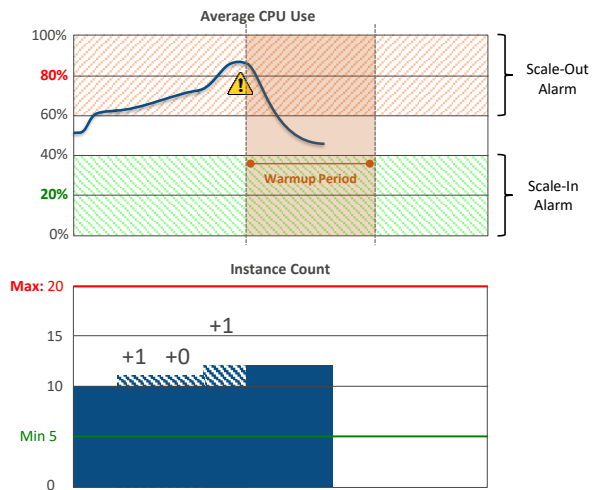 Average CPU Use
100%
80%
60%
40%
20%
0%
!
Warmup Period
Scale-Out
Alarm
Scale-In
Alarm
Instance Count
Max: 20
15
10
Min 5
0
+1
+0
+1